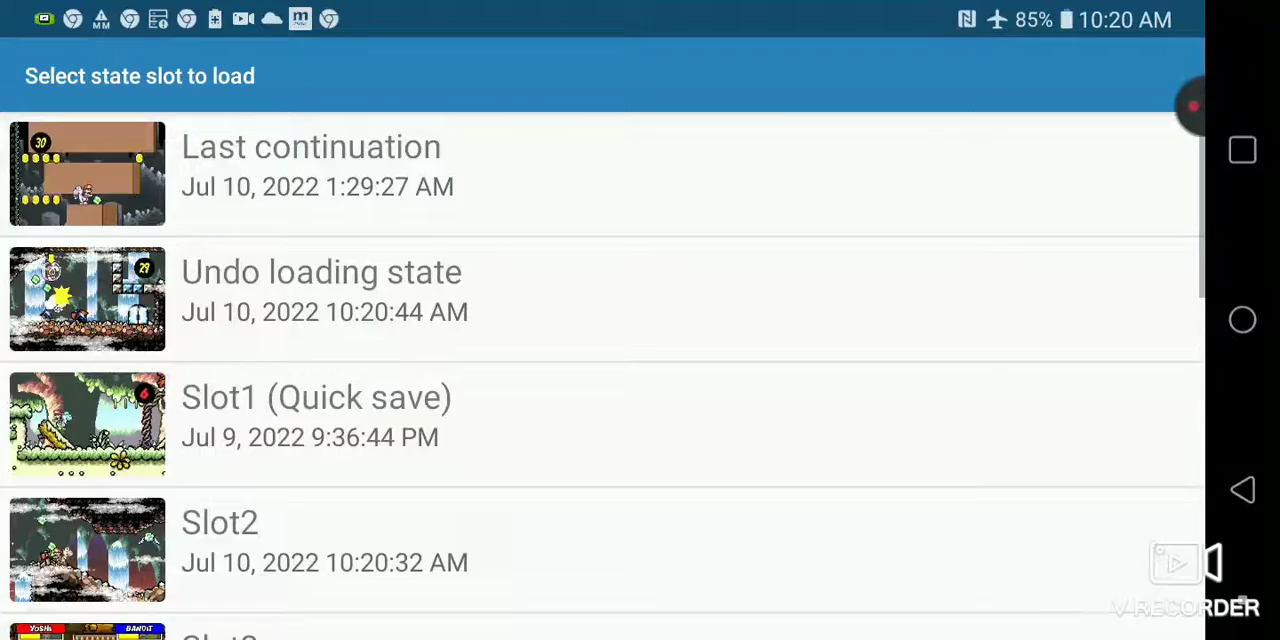 MM
m
85% 10:20 AM
Select state slot to load
30
Last continuation
Jul 10, 2022 1:29:27 AM
29
Undo loading state
Jul 10, 2022 10:20:44 AM
6
Slot1 (Quick save)
Jul 9, 2022 9:36:44 PM
Slot2
Jul 10, 2022 10:20:32 AM
V RECORDER
YOSHI BANDIT